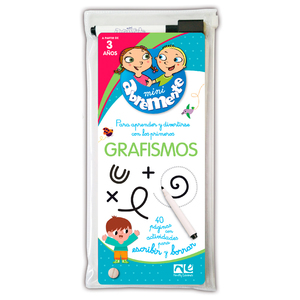 A PARTIR DE
3
AÑOS
mini
abremente
Para aprender y divertirse
con los primeros
GRAFISMOS
40
páginas
con
actividades
para
escribir y borrar